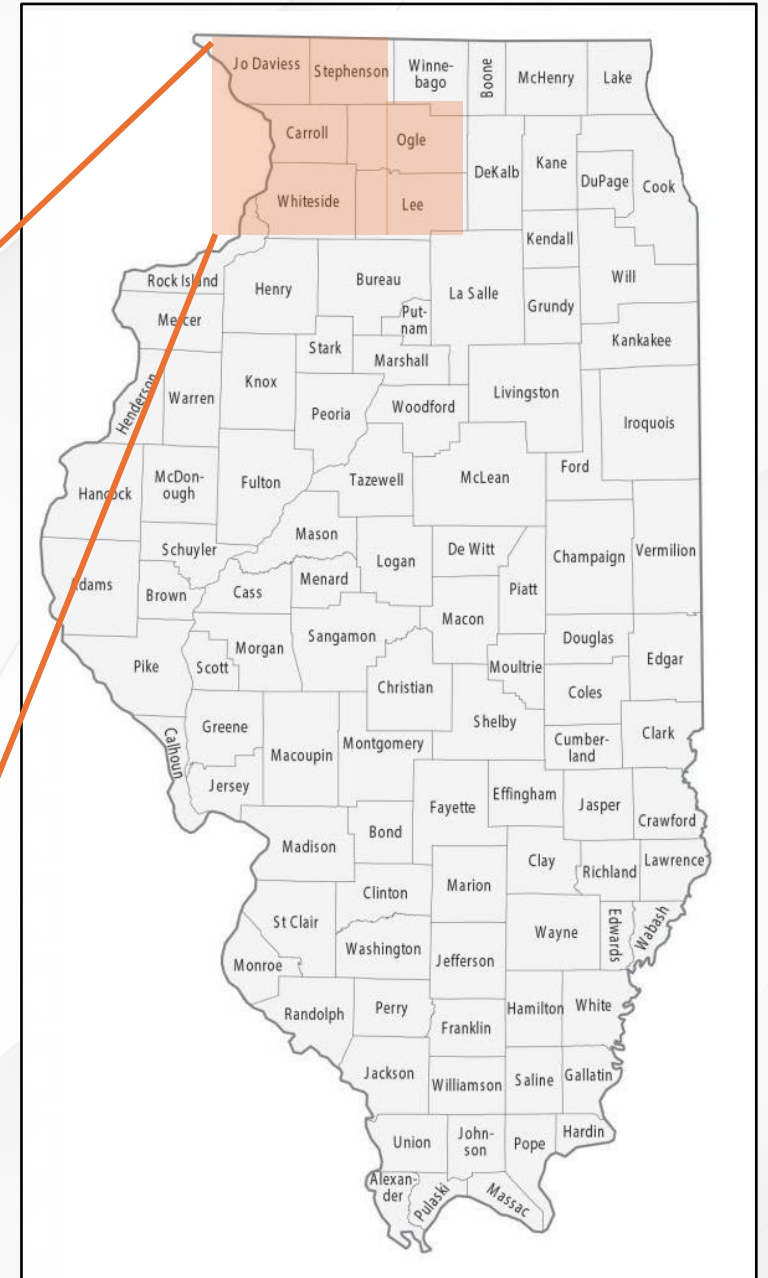 Jo Daviess
Stephenson
Winne-
bago
Boone
McHenry
Lake
Carroll
Ogle
DeKalb
Kane
DuPage
Cook
Whiteside
Lee
Kendall
Will
Rock Island
Henry
Bureau
La Salle
Grundy
Mercer
Put-
nam
Kankakee
Stark
Marshall
Henderson
Warren
Knox
Peoria
Woodford
Livingston
Iroquois
Hancock
McDon-
ough
Fulton
Tazewell
McLean
Ford
Schuyler
Mason
Logan
De Witt
Champaign
Vermilion
Adams
Brown
Cass
Menard
Piatt
Macon
Pike
Scott
Morgan
Sangamon
Christian
Moultrie
Douglas
Edgar
Coles
Shelby
Calhoun
Greene
Macoupin
Montgomery
Cumber-
land
Clark
Jersey
Fayette
Effingham
Jasper
Crawford
Madison
Bond
Clay
Richland
Lawrence
Clinton
Marion
St Clair
Washington
Jefferson
Wayne
Edwards
Wabash
Monroe
Randolph
Perry
Franklin
Hamilton
White
Jackson
Williamson
Saline
Gallatin
Union
John-
son
Pope
Hardin
Alexan-
der
Pulaski
Massac